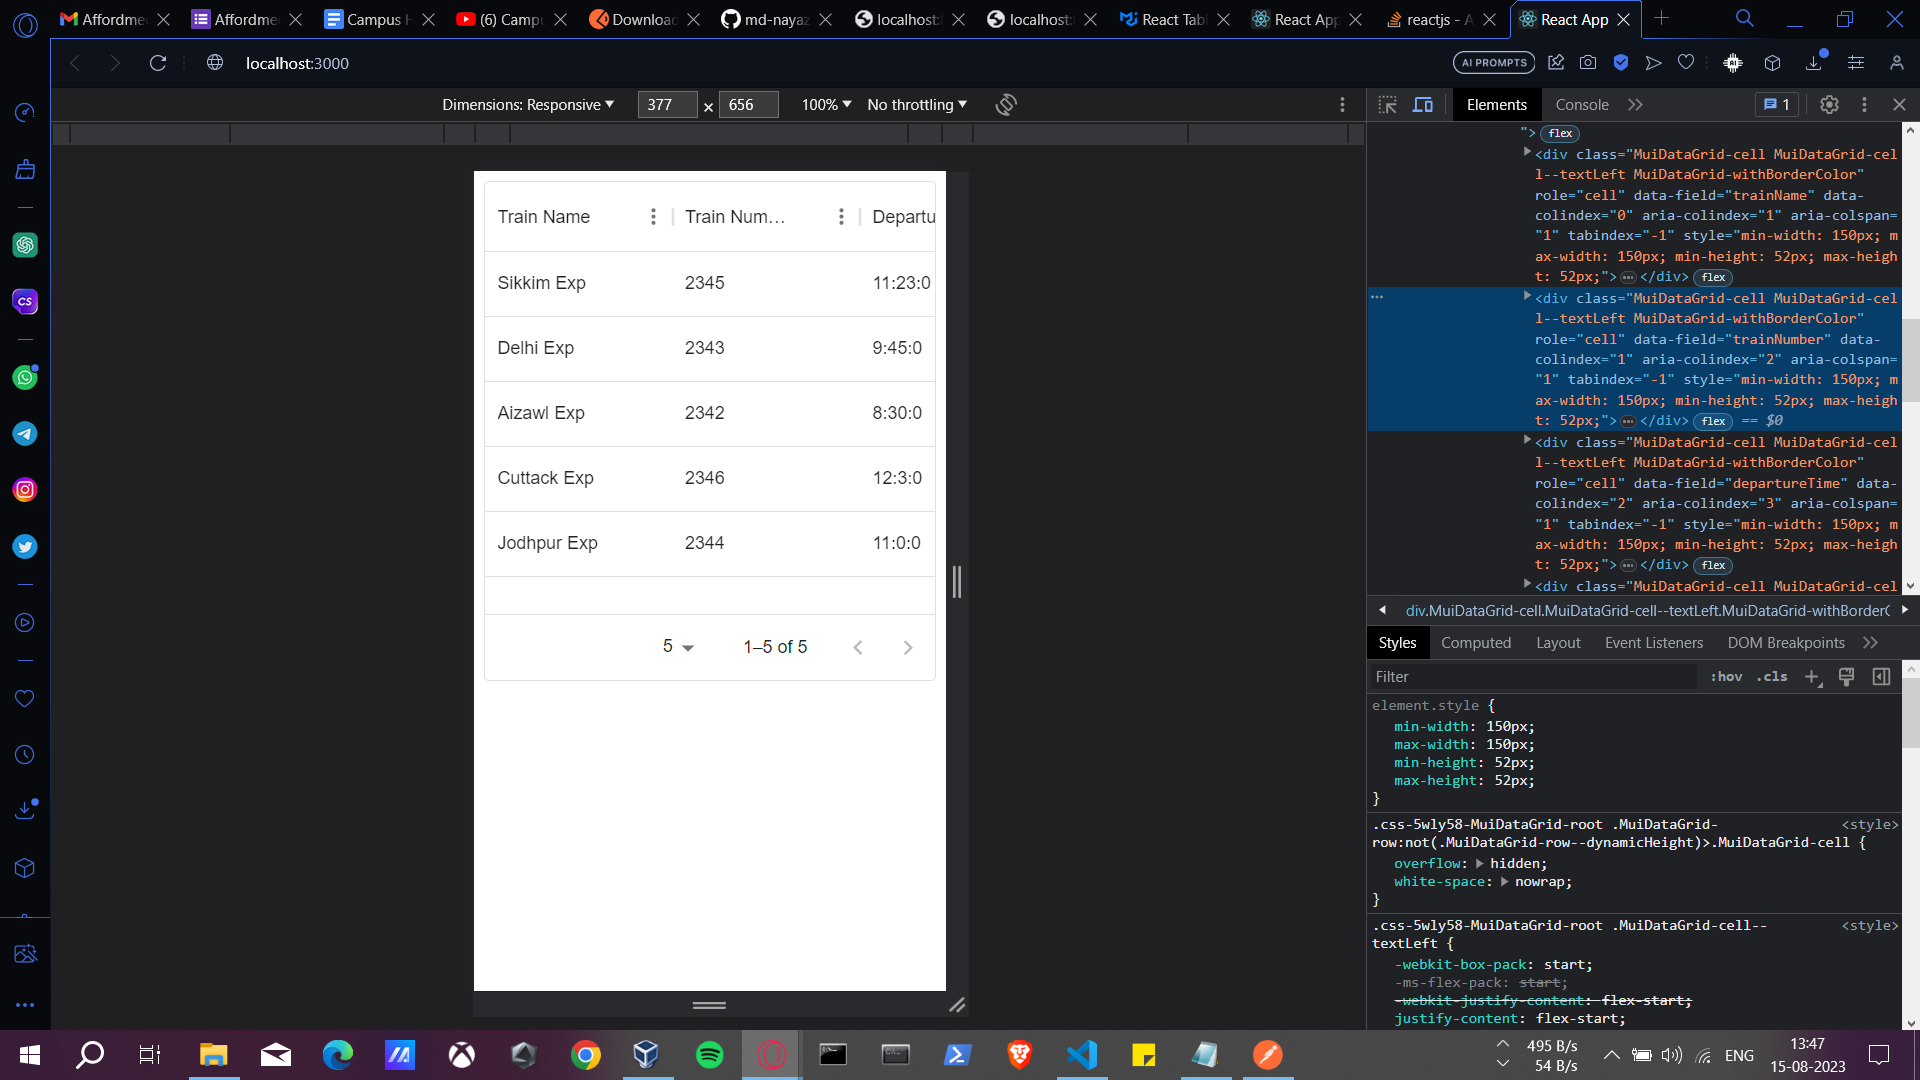 Affordme
Affordme
Campus H
(6) Campu
Download
md-nayaz
localhost:
localhost:
React Tabl
React App
reactjs - A
React App
localhost:3000
AI PROMPTS
Dimensions: Responsive
377
×
656
100%
No throttling
Elements
Console
1
Train Name
Train Num…
Departu
Sikkim Exp
2345
11:23:0
Delhi Exp
2343
9:45:0
Aizawl Exp
2342
8:30:0
Cuttack Exp
2346
12:3:0
Jodhpur Exp
2344
11:0:0
5
1–5 of 5
"> flex
<div class="MuiDataGrid-cell MuiDataGrid-cel
l--textLeft MuiDataGrid-withBorderColor"
role="cell" data-field="trainName" data-
colindex="0" aria-colindex="1" aria-colspan=
"1" tabindex="-1" style="min-width: 150px; m
ax-width: 150px; min-height: 52px; max-heigh
t: 52px;">…</div> flex
<div class="MuiDataGrid-cell MuiDataGrid-cel
l--textLeft MuiDataGrid-withBorderColor"
role="cell" data-field="trainNumber" data-
colindex="1" aria-colindex="2" aria-colspan=
"1" tabindex="-1" style="min-width: 150px; m
ax-width: 150px; min-height: 52px; max-heigh
t: 52px;">…</div> flex == $0
<div class="MuiDataGrid-cell MuiDataGrid-cel
l--textLeft MuiDataGrid-withBorderColor"
role="cell" data-field="departureTime" data-
colindex="2" aria-colindex="3" aria-colspan=
"1" tabindex="-1" style="min-width: 150px; m
ax-width: 150px; min-height: 52px; max-heigh
t: 52px;">…</div> flex
<div class="MuiDataGrid-cell MuiDataGrid-cel
div.MuiDataGrid-cell.MuiDataGrid-cell--textLeft.MuiDataGrid-withBorderC
Styles
Computed
Layout
Event Listeners
DOM Breakpoints
Filter
:hov
.cls
element.style {
min-width: 150px;
max-width: 150px;
min-height: 52px;
max-height: 52px;
}
.css-5wly58-MuiDataGrid-root .MuiDataGrid- <style>
row:not(.MuiDataGrid-row--dynamicHeight)>.MuiDataGrid-cell {
overflow: hidden;
white-space: nowrap;
}
.css-5wly58-MuiDataGrid-root .MuiDataGrid-cell-- <style>
textLeft {
-webkit-box-pack: start;
-ms-flex-pack: start;
-webkit-justify-content: flex-start;
justify-content: flex-start;
CS
495 B/s
54 B/s
ENG
13:47
15-08-2023